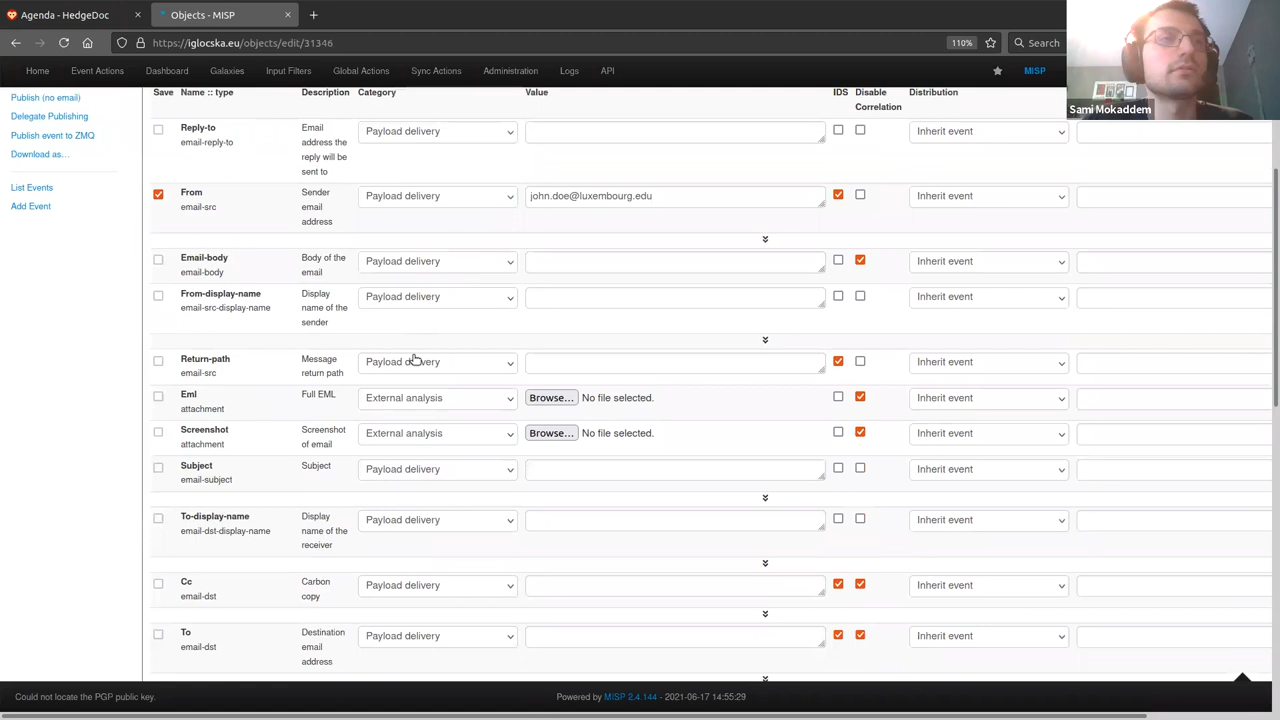 Agenda - HedgeDoc
Objects - MISP
https://iglocska.eu/objects/edit/31346
110%
Search
Home Event Actions Dashboard Galaxies Input Filters Global Actions Sync Actions Administration Logs API
MISP
Sami Mokaddem
Publish (no email)
Delegate Publishing
Publish event to ZMQ
Download as…
List Events
Add Event
Save Name :: type Description Category Value IDS Disable Correlation Distribution
Reply-to
email-reply-to
Email address the reply will be sent to
Payload delivery
Inherit event
From
email-src
Sender email address
Payload delivery
john.doe@luxembourg.edu
Inherit event
Email-body
email-body
Body of the email
Payload delivery
Inherit event
From-display-name
email-src-display-name
Display name of the sender
Payload delivery
Inherit event
Return-path
email-src
Message return path
Payload delivery
Inherit event
Eml
attachment
Full EML
External analysis
Browse… No file selected.
Inherit event
Screenshot
attachment
Screenshot of email
External analysis
Browse… No file selected.
Inherit event
Subject
email-subject
Subject
Payload delivery
Inherit event
To-display-name
email-dst-display-name
Display name of the receiver
Payload delivery
Inherit event
Cc
email-dst
Carbon copy
Payload delivery
Inherit event
To
email-dst
Destination email address
Payload delivery
Inherit event
Could not locate the PGP public key.
Powered by MISP 2.4.144 - 2021-06-17 14:55:29